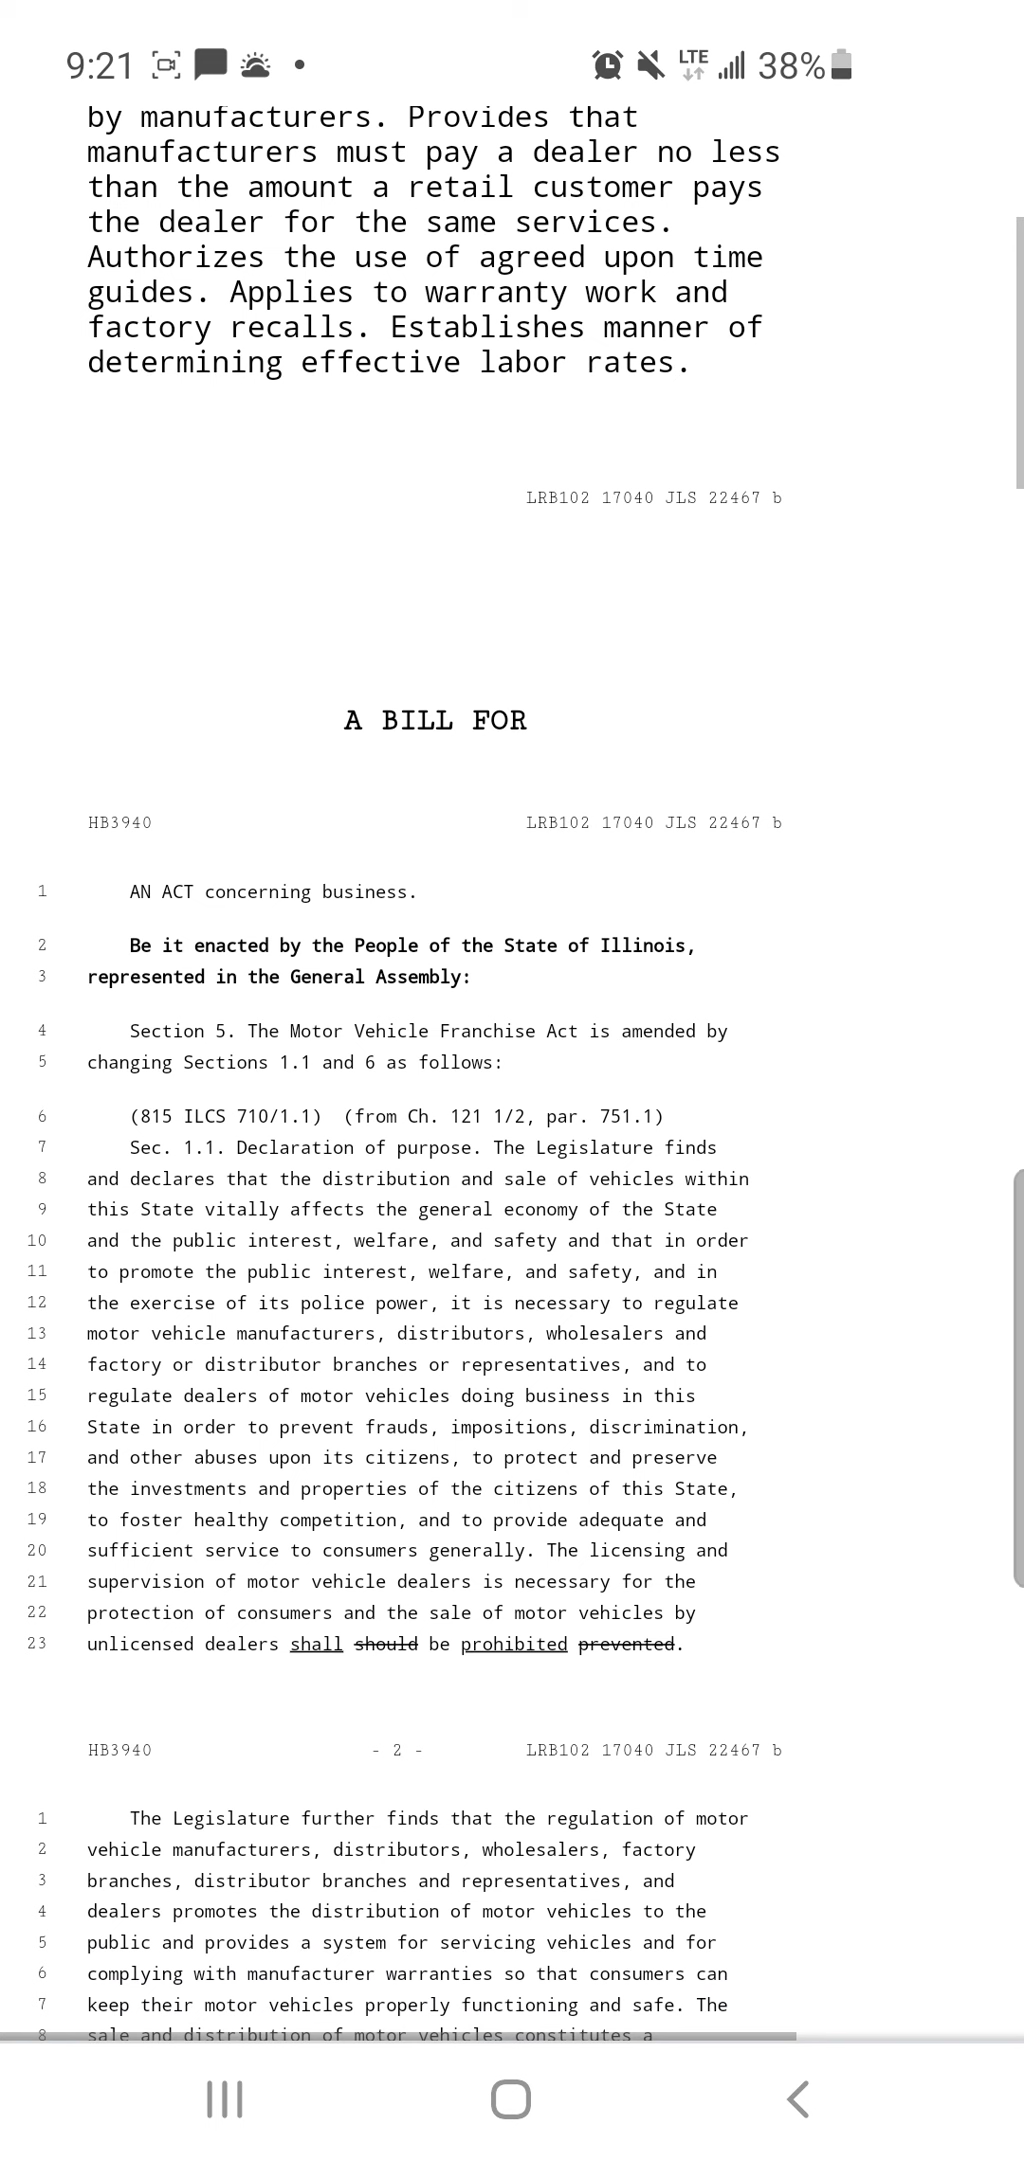 9:21 LTE 38%
by manufacturers. Provides that
manufacturers must pay a dealer no less
than the amount a retail customer pays
the dealer for the same services.
Authorizes the use of agreed upon time
guides. Applies to warranty work and
factory recalls. Establishes manner of
determining effective labor rates.
LRB102 17040 JLS 22467 b
A BILL FOR
HB3940 LRB102 17040 JLS 22467 b
1 AN ACT concerning business.
2 Be it enacted by the People of the State of Illinois,
3 represented in the General Assembly:
4 Section 5. The Motor Vehicle Franchise Act is amended by
5 changing Sections 1.1 and 6 as follows:
6 (815 ILCS 710/1.1) (from Ch. 121 1/2, par. 751.1)
7 Sec. 1.1. Declaration of purpose. The Legislature finds
8 and declares that the distribution and sale of vehicles within
9 this State vitally affects the general economy of the State
10 and the public interest, welfare, and safety and that in order
11 to promote the public interest, welfare, and safety, and in
12 the exercise of its police power, it is necessary to regulate
13 motor vehicle manufacturers, distributors, wholesalers and
14 factory or distributor branches or representatives, and to
15 regulate dealers of motor vehicles doing business in this
16 State in order to prevent frauds, impositions, discrimination,
17 and other abuses upon its citizens, to protect and preserve
18 the investments and properties of the citizens of this State,
19 to foster healthy competition, and to provide adequate and
20 sufficient service to consumers generally. The licensing and
21 supervision of motor vehicle dealers is necessary for the
22 protection of consumers and the sale of motor vehicles by
23 unlicensed dealers shall should be prohibited prevented.
HB3940 - 2 - LRB102 17040 JLS 22467 b
1 The Legislature further finds that the regulation of motor
2 vehicle manufacturers, distributors, wholesalers, factory
3 branches, distributor branches and representatives, and
4 dealers promotes the distribution of motor vehicles to the
5 public and provides a system for servicing vehicles and for
6 complying with manufacturer warranties so that consumers can
7 keep their motor vehicles properly functioning and safe. The
8 sale and distribution of motor vehicles constitutes a